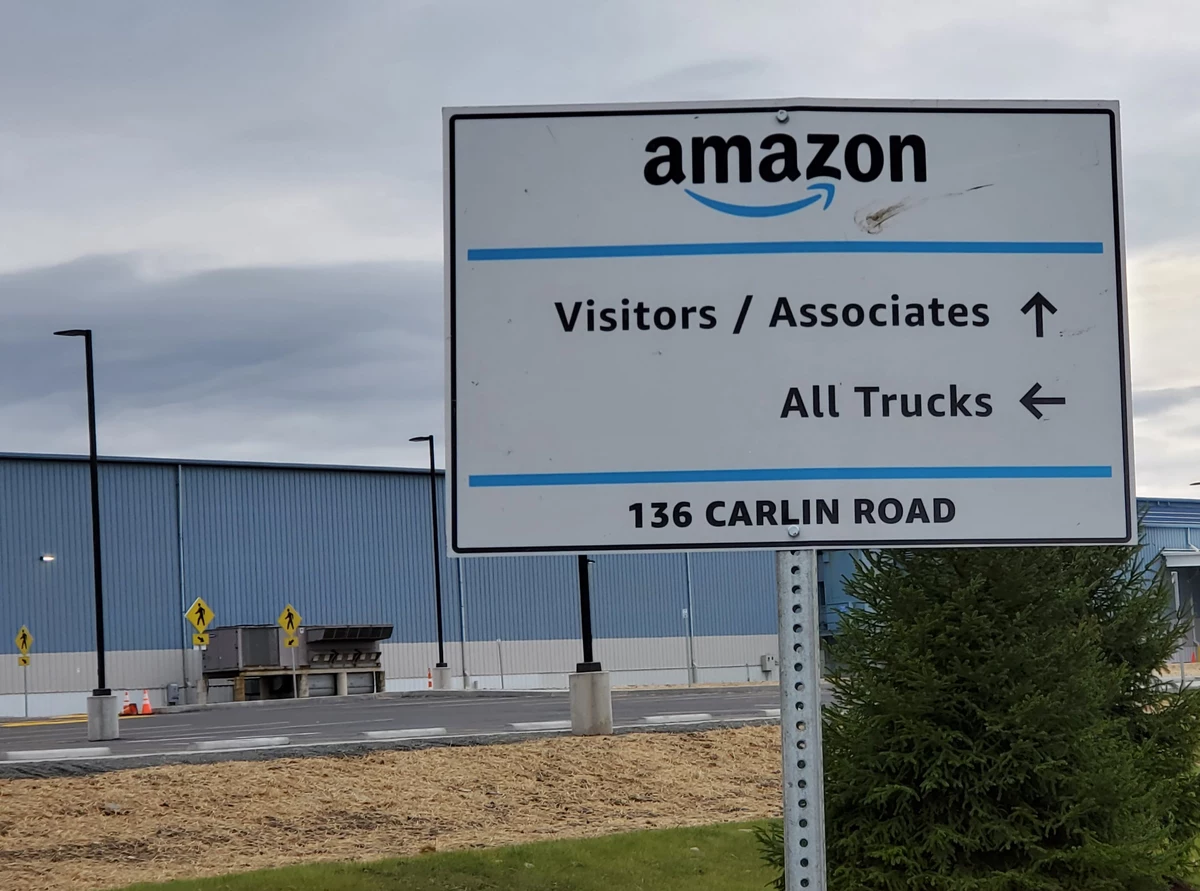 amazon
Visitors / Associates ↑
All Trucks ←
136 CARLIN ROAD